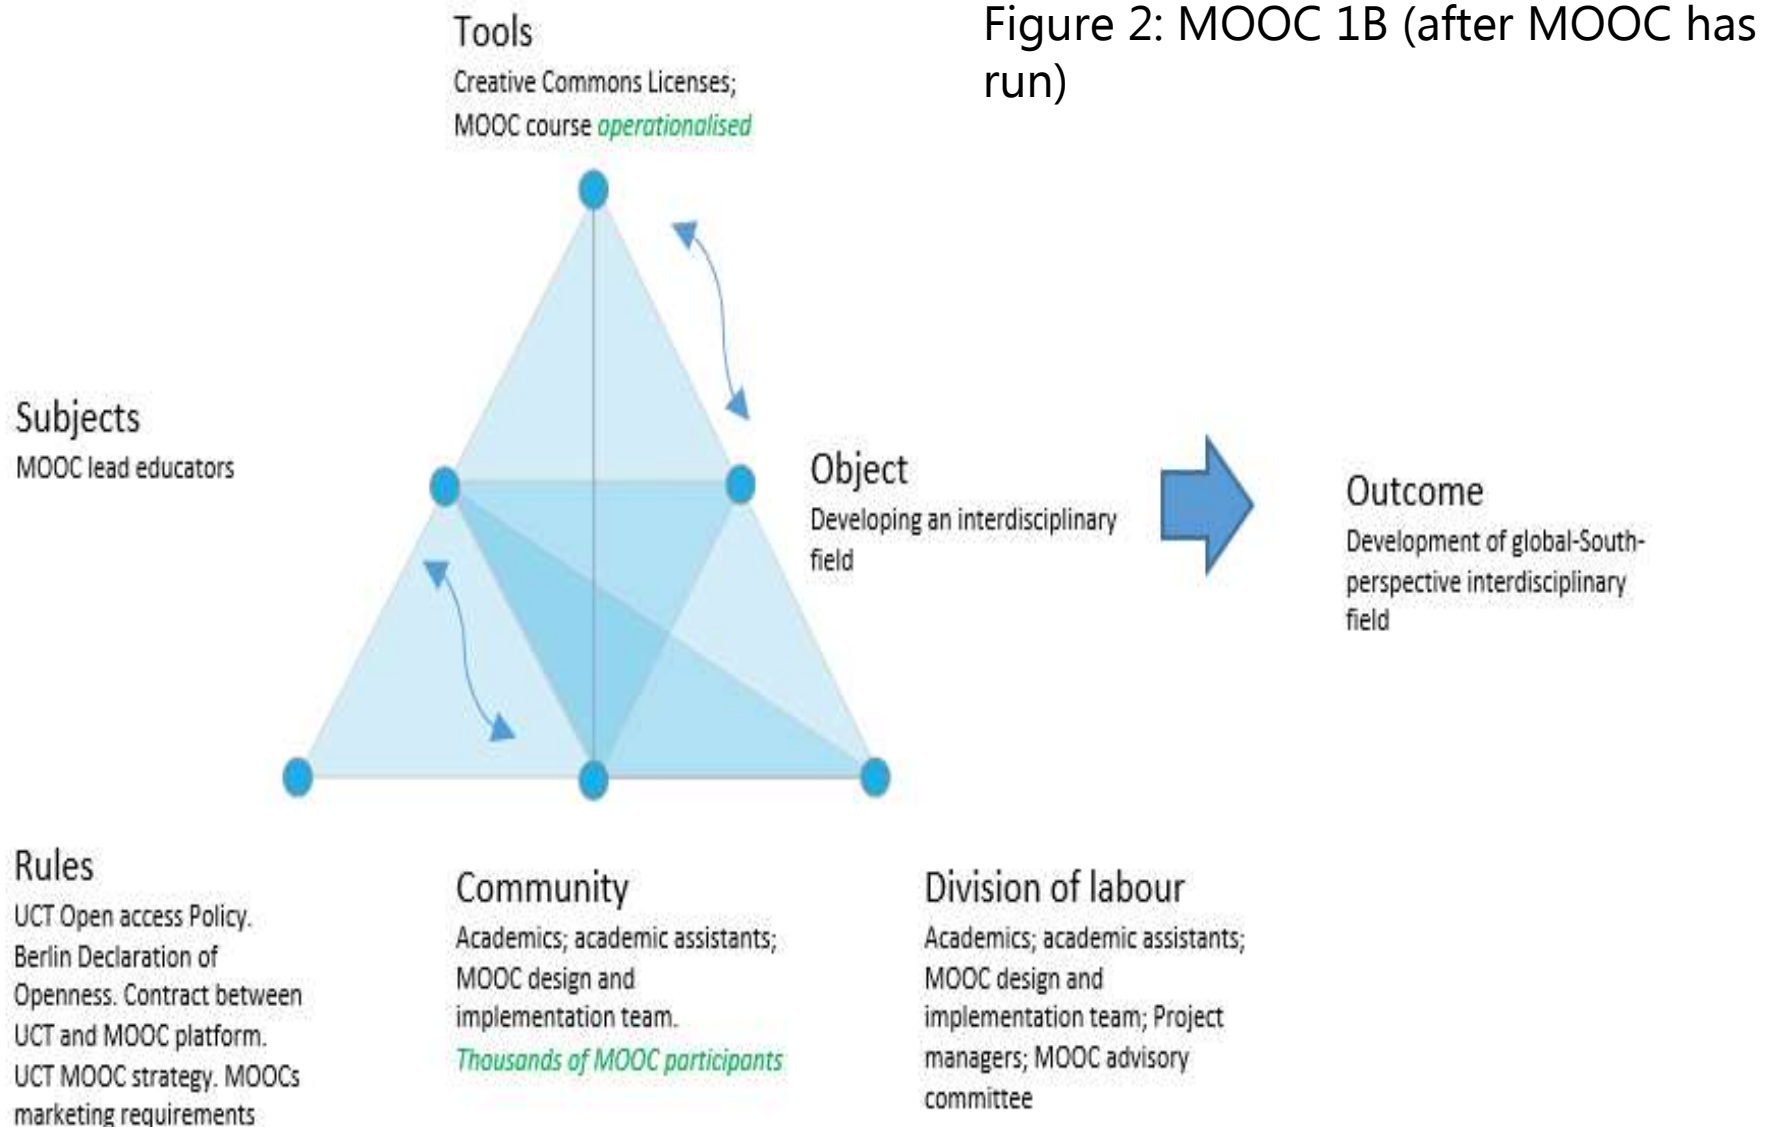 Figure 2: MOOC 1B (after MOOC has
run)
Tools
Creative Commons Licenses;
MOOC course operationalised
Subjects
MOOC lead educators
Object
Developing an interdisciplinary
field
Outcome
Development of global-South-
perspective interdisciplinary
field
Rules
UCT Open access Policy.
Berlin Declaration of
Openness. Contract between
UCT and MOOC platform.
UCT MOOC strategy. MOOCs
marketing requirements
Community
Academics; academic assistants;
MOOC design and
implementation team.
Thousands of MOOC participants
Division of labour
Academics; academic assistants;
MOOC design and
implementation team; Project
managers; MOOC advisory
committee